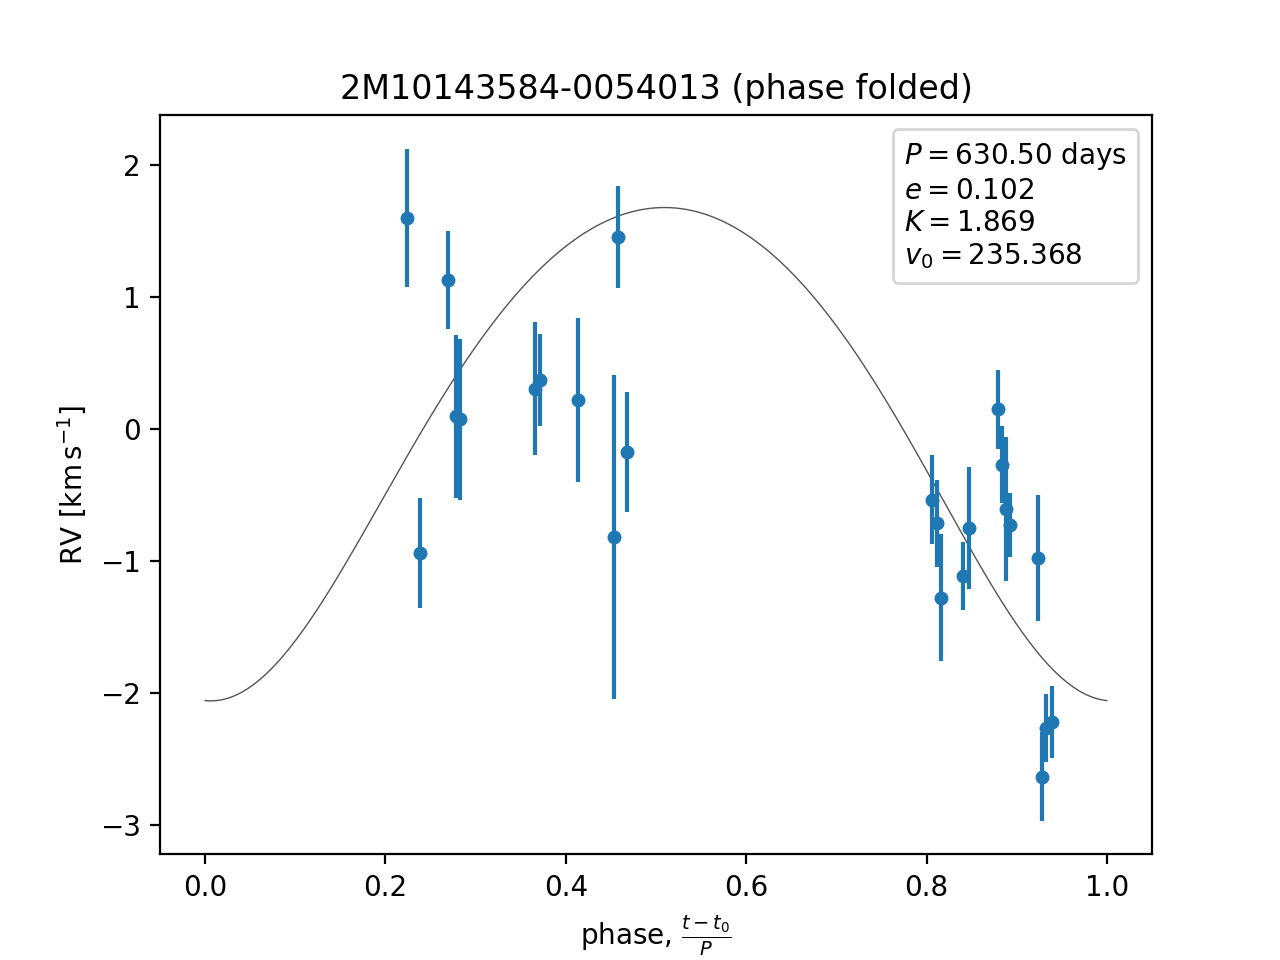 2M10143584-0054013 (phase folded)
P = 630.50 days
e = 0.102
K = 1.869
v₀ = 235.368
2
1
0
−1
−2
−3
RV [km s⁻¹]
0.0 0.2 0.4 0.6 0.8 1.0
phase, (t − t₀)/P